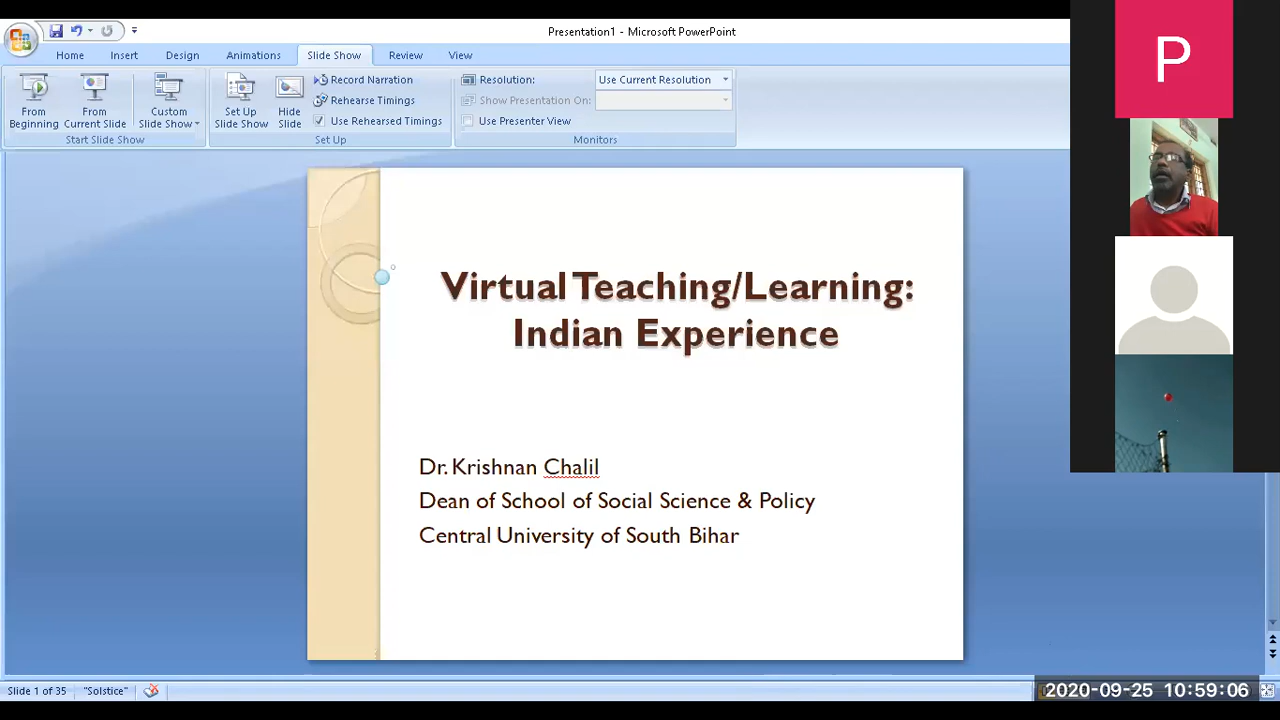 Presentation1 - Microsoft PowerPoint
Home Insert Design Animations Slide Show Review View
From Beginning
From Current Slide
Custom Slide Show
Set Up Slide Show
Hide Slide
Record Narration
Rehearse Timings
Use Rehearsed Timings
Resolution: Use Current Resolution
Show Presentation On:
Use Presenter View
Start Slide Show Set Up Monitors
P
Virtual Teaching/Learning:
Indian Experience
Dr. Krishnan Chalil
Dean of School of Social Science & Policy
Central University of South Bihar
Slide 1 of 35 "Solstice"
2020-09-25 10:59:06